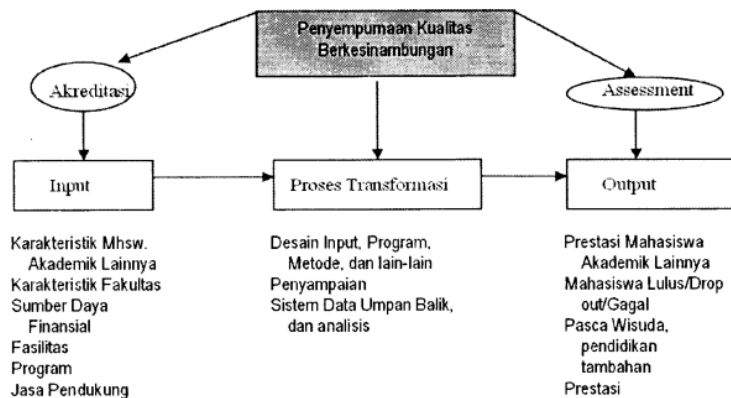 Penyempurnaan Kualitas
Berkesinambungan
Akreditasi
Assessment
Input
Proses Transformasi
Output
Karakteristik Mhsw.
Akademik Lainnya
Karakteristik Fakultas
Sumber Daya
Finansial
Fasilitas
Program
Jasa Pendukung
Desain Input, Program,
Metode, dan lain-lain
Penyampaian
Sistem Data Umpan Balik,
dan analisis
Prestasi Mahasiswa
Akademik Lainnya
Mahasiswa Lulus/Drop
out/Gagal
Pasca Wisuda,
pendidikan
tambahan
Prestasi